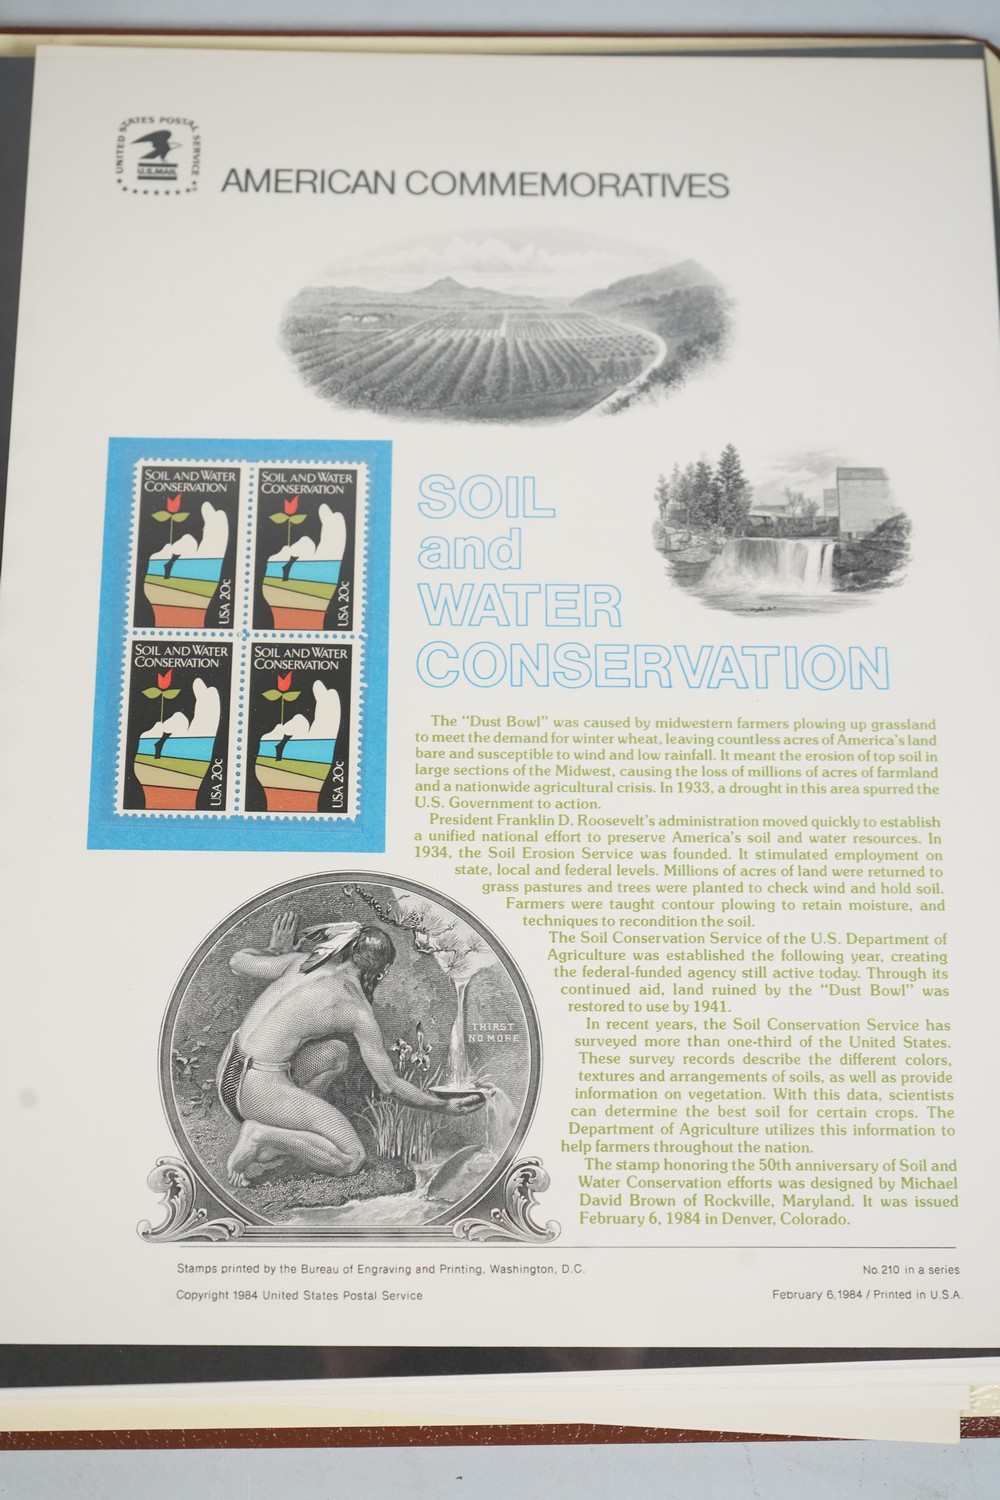 UNITED STATES POSTAL SERVICE
U.S.MAIL
AMERICAN COMMEMORATIVES
SOIL AND WATER
CONSERVATION
USA 20c
SOIL AND WATER
CONSERVATION
USA 20c
SOIL AND WATER
CONSERVATION
USA 20c
SOIL AND WATER
CONSERVATION
USA 20c
SOIL
and
WATER
CONSERVATION
The "Dust Bowl" was caused by midwestern farmers plowing up grassland
to meet the demand for winter wheat, leaving countless acres of America's land
bare and susceptible to wind and low rainfall. It meant the erosion of top soil in
large sections of the Midwest, causing the loss of millions of acres of farmland
and a nationwide agricultural crisis. In 1933, a drought in this area spurred the
U.S. Government to action.
President Franklin D. Roosevelt's administration moved quickly to establish
a unified national effort to preserve America's soil and water resources. In
1934, the Soil Erosion Service was founded. It stimulated employment on
state, local and federal levels. Millions of acres of land were returned to
grass pastures and trees were planted to check wind and hold soil.
Farmers were taught contour plowing to retain moisture, and
techniques to recondition the soil.
The Soil Conservation Service of the U.S. Department of
Agriculture was established the following year, creating
the federal-funded agency still active today. Through its
continued aid, land ruined by the "Dust Bowl" was
restored to use by 1941.
In recent years, the Soil Conservation Service has
surveyed more than one-third of the United States.
These survey records describe the different colors,
textures and arrangements of soils, as well as provide
information on vegetation. With this data, scientists
can determine the best soil for certain crops. The
Department of Agriculture utilizes this information to
help farmers throughout the nation.
The stamp honoring the 50th anniversary of Soil and
Water Conservation efforts was designed by Michael
David Brown of Rockville, Maryland. It was issued
February 6, 1984 in Denver, Colorado.
THIRST
NO MORE
Stamps printed by the Bureau of Engraving and Printing, Washington, D.C.
No. 210 in a series
Copyright 1984 United States Postal Service
February 6, 1984 / Printed in U.S.A.